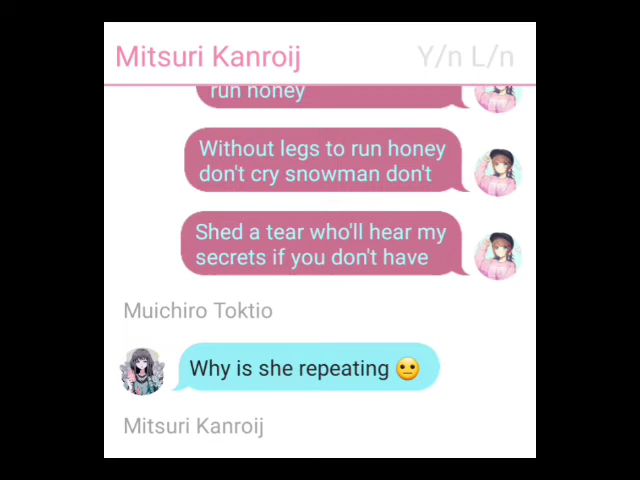 Mitsuri Kanroij Y/n L/n
run honey
Without legs to run honey
don't cry snowman don't
Shed a tear who'll hear my
secrets if you don't have
Muichiro Toktio
Why is she repeating 😐
Mitsuri Kanroij